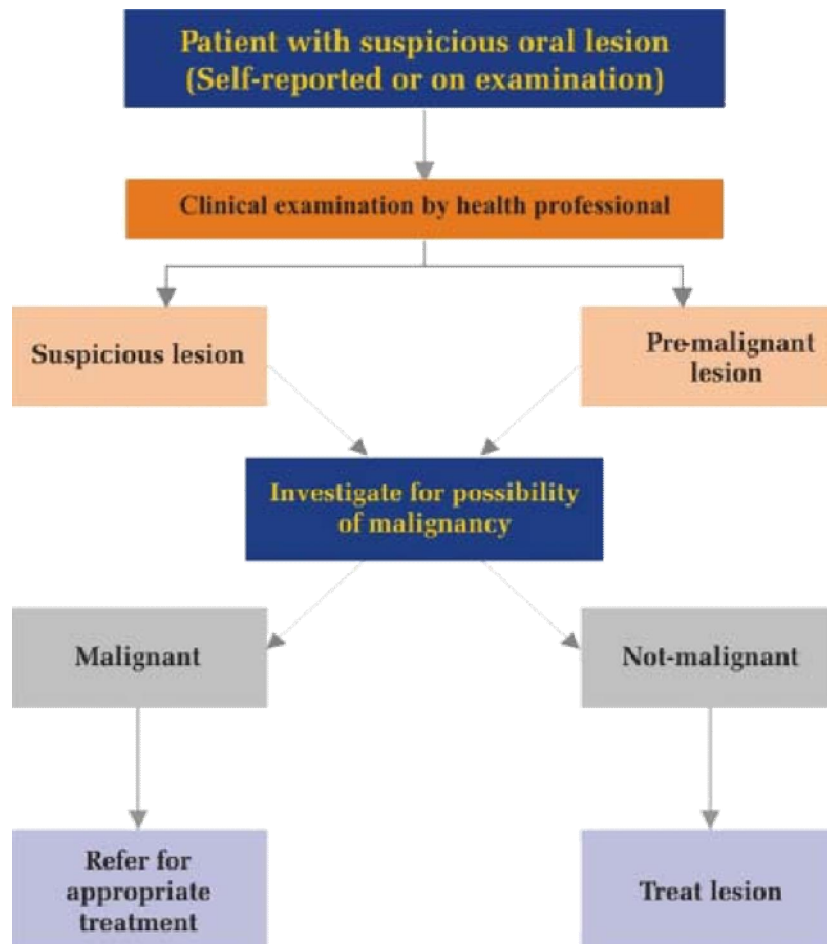 Patient with suspicious oral lesion
(Self-reported or on examination)
Clinical examination by health professional
Suspicious lesion
Pre-malignant
lesion
Investigate for possibility
of malignancy
Malignant
Not-malignant
Refer for
appropriate
treatment
Treat lesion